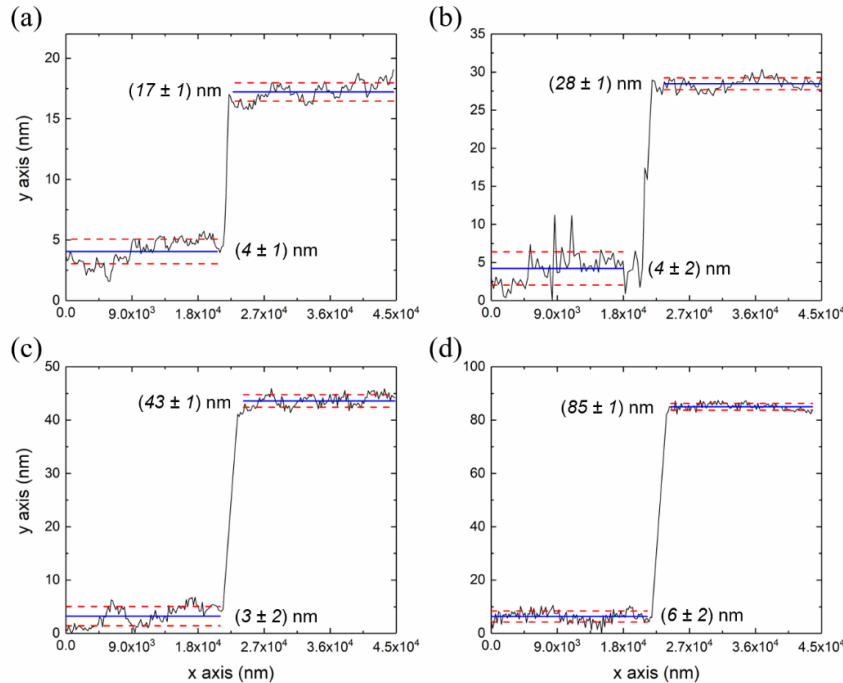 (a)
(b)
y axis (nm)
20
15
10
5
0
(17 ± 1) nm
(4 ± 1) nm
0.0 9.0x10³ 1.8x10⁴ 2.7x10⁴ 3.6x10⁴ 4.5x10⁴
35
30
25
20
15
10
5
0
(28 ± 1) nm
(4 ± 2) nm
0.0 9.0x10³ 1.8x10⁴ 2.7x10⁴ 3.6x10⁴ 4.5x10⁴
(c)
(d)
y axis (nm)
50
40
30
20
10
0
(43 ± 1) nm
(3 ± 2) nm
0.0 9.0x10³ 1.8x10⁴ 2.7x10⁴ 3.6x10⁴ 4.5x10⁴
x axis (nm)
100
80
60
40
20
0
(85 ± 1) nm
(6 ± 2) nm
0.0 9.0x10³ 1.8x10⁴ 2.7x10⁴ 3.6x10⁴ 4.5x10⁴
x axis (nm)